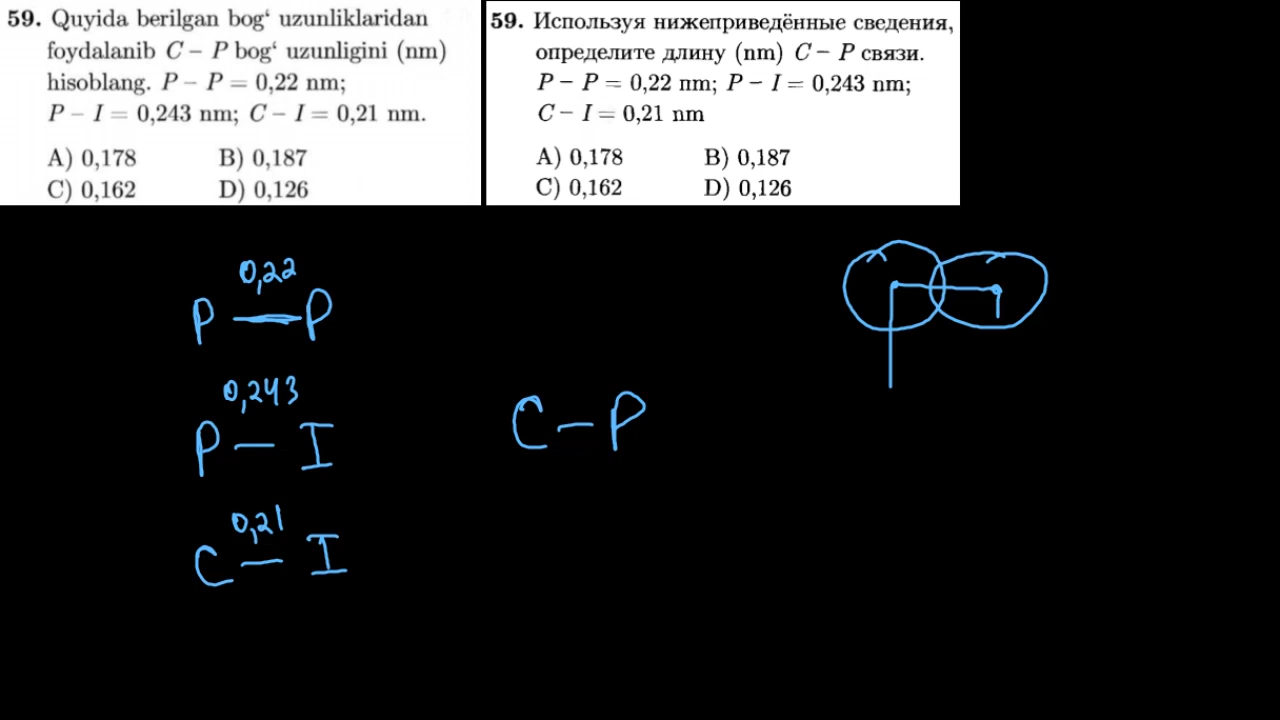 59. Quyida berilgan bog‘ uzunliklaridan
foydalanib C – P bog‘ uzunligini (nm)
hisoblang. P – P = 0,22 nm;
P – I = 0,243 nm; C – I = 0,21 nm.
A) 0,178 B) 0,187
C) 0,162 D) 0,126
59. Используя нижеприведённые сведения,
определите длину (nm) C – P связи.
P – P = 0,22 nm; P – I = 0,243 nm;
C – I = 0,21 nm
A) 0,178 B) 0,187
C) 0,162 D) 0,126
0,22
P – P
0,243
P – I
C – P
0,21
C – I